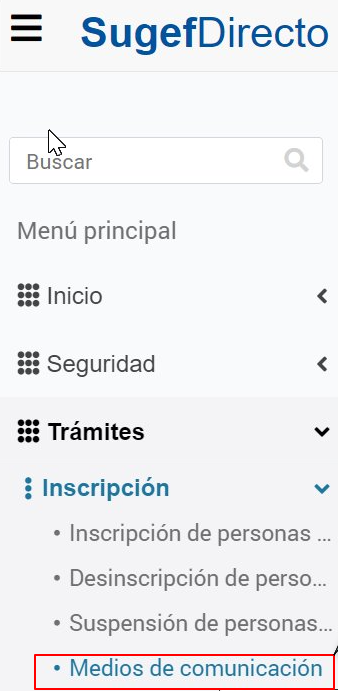 SugefDirecto
Buscar
Menú principal
Inicio
Seguridad
Trámites
Inscripción
• Inscripción de personas ...
• Desinscripción de perso...
• Suspensión de personas...
• Medios de comunicación